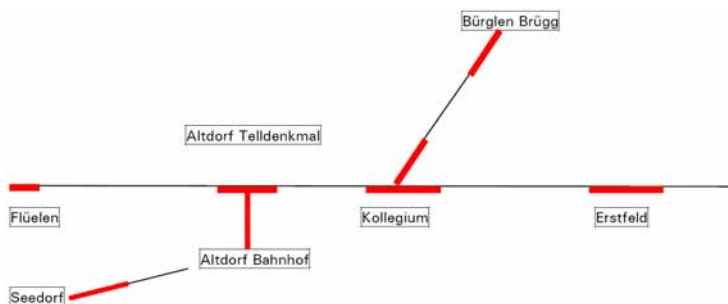 Bürglen Brügg
Altdorf Telldenkmal
Flüelen
Kollegium
Erstfeld
Altdorf Bahnhof
Seedorf